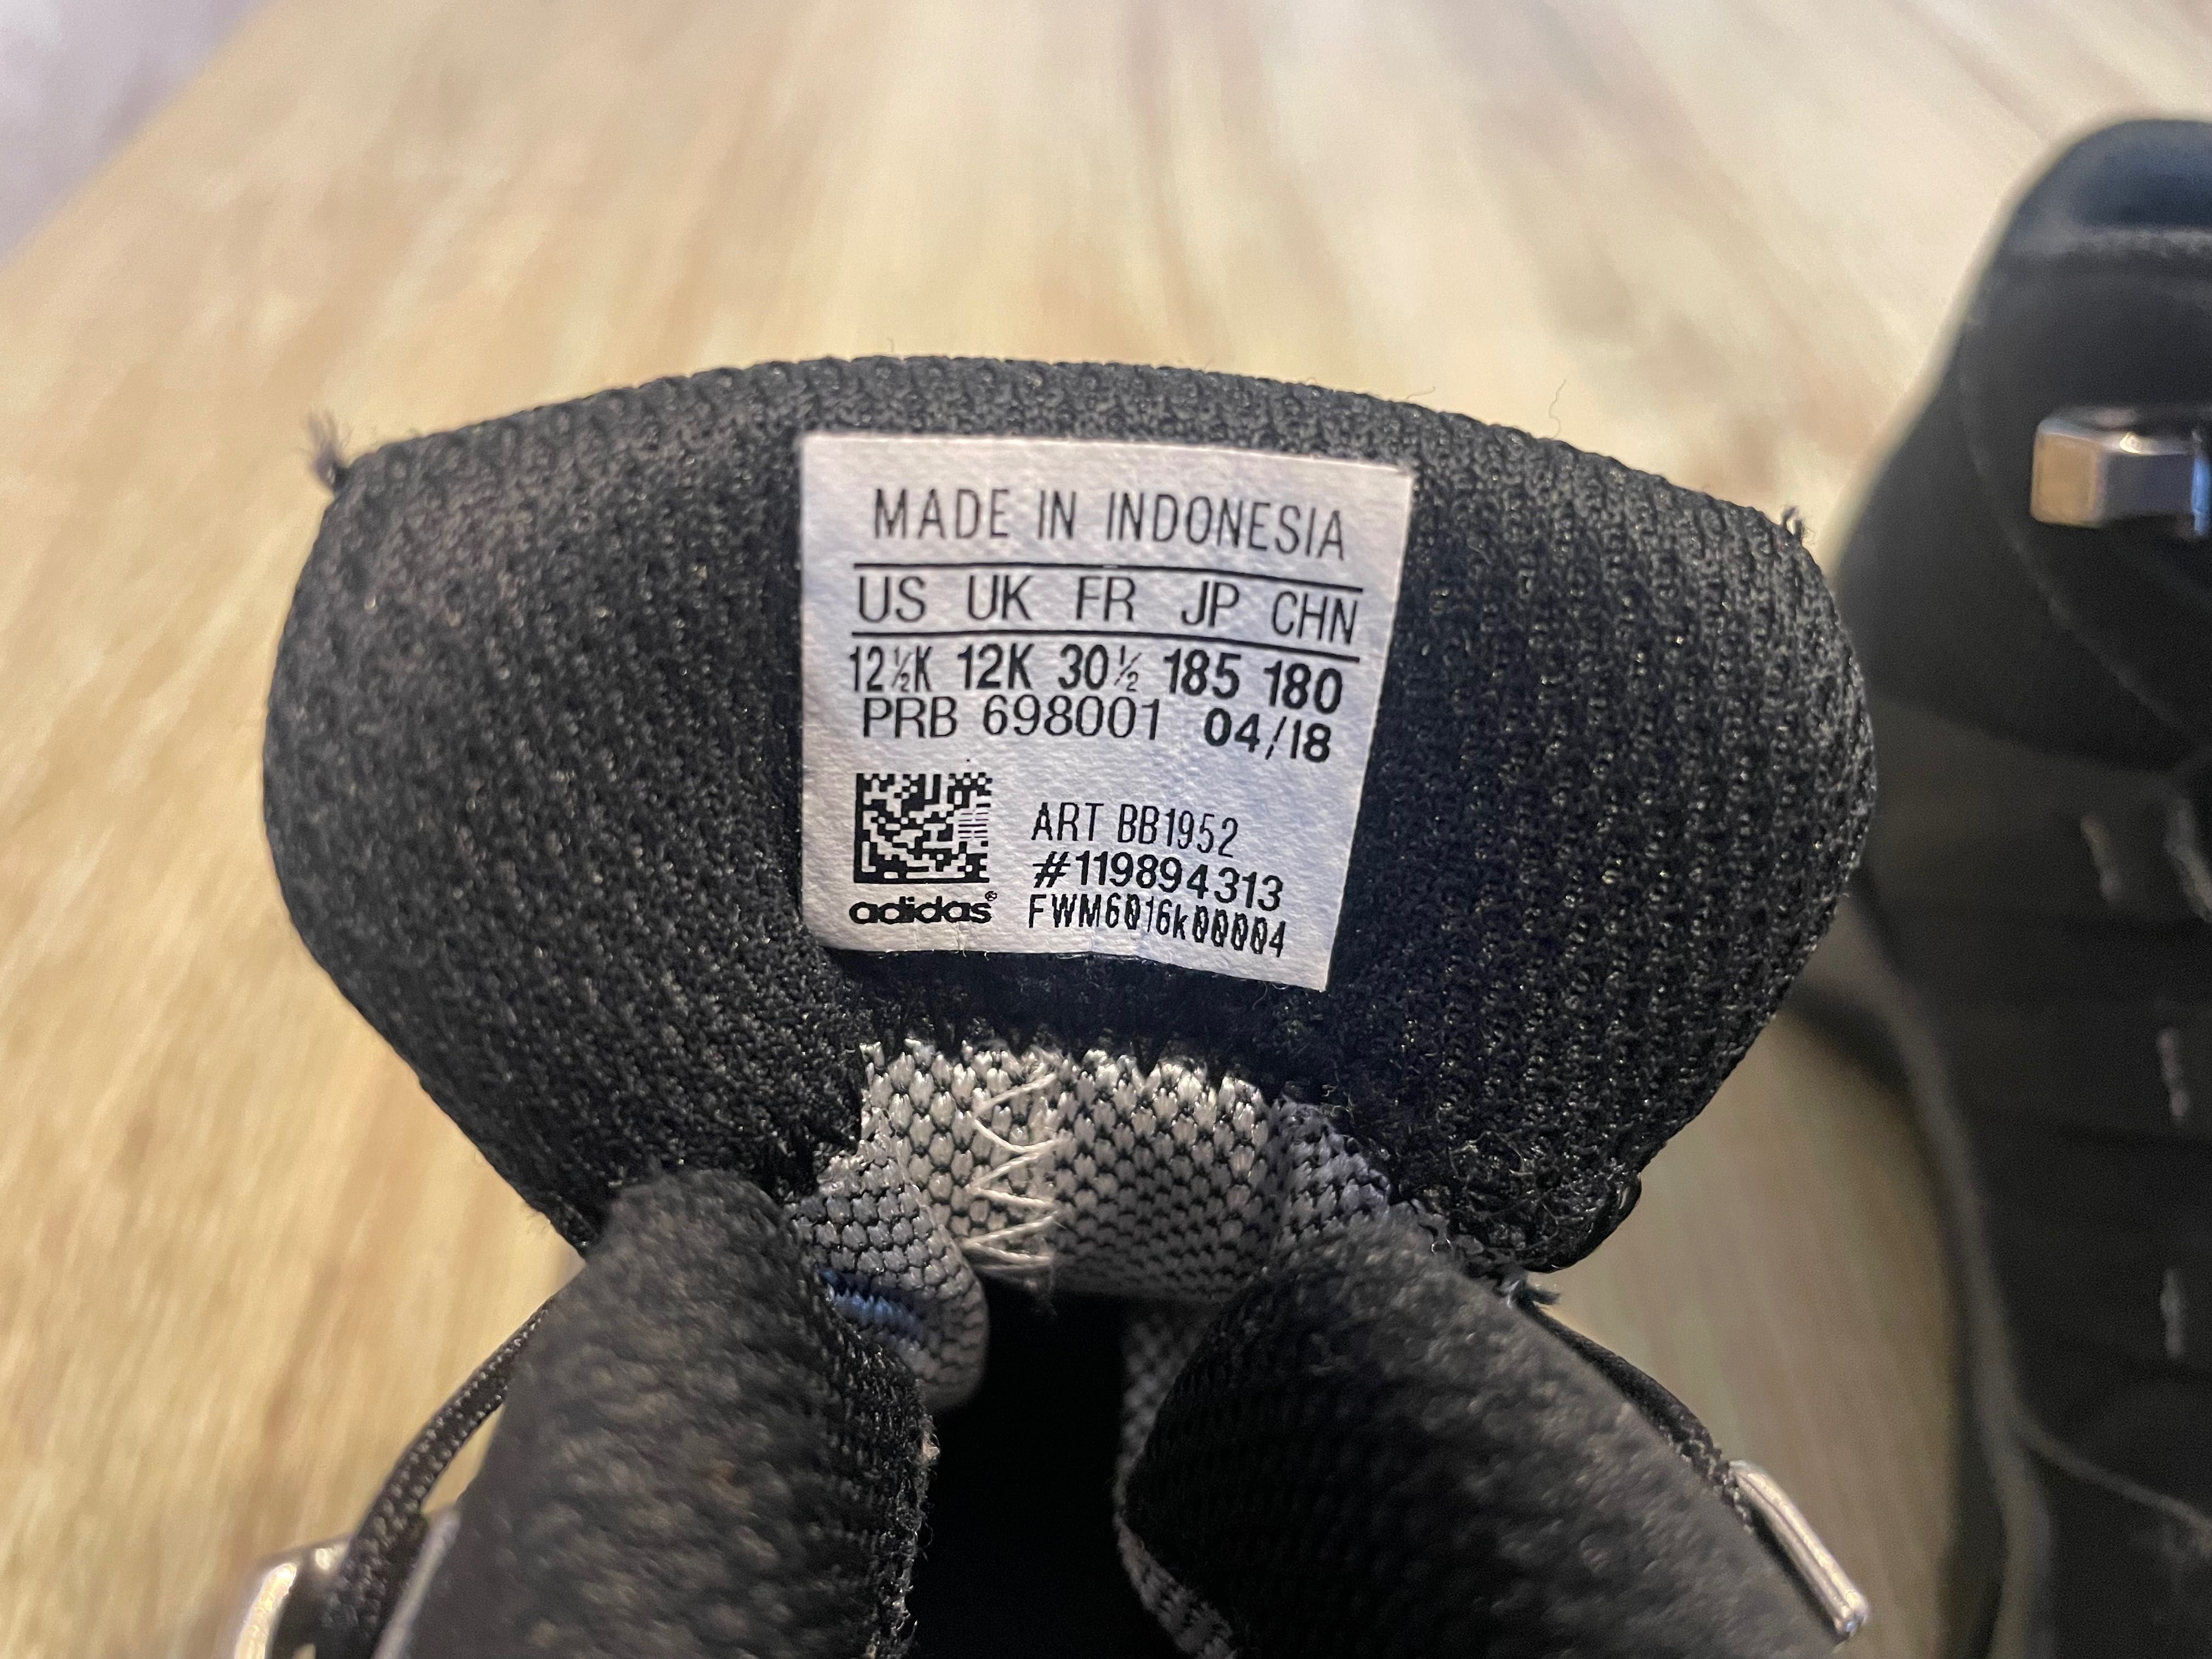 MADE IN INDONESIA
US UK FR JP CHN
12½K 12K 30½ 185 180
PRB 698001 04/18
ART BB1952
#119894313
adidas® FWM6016k00004